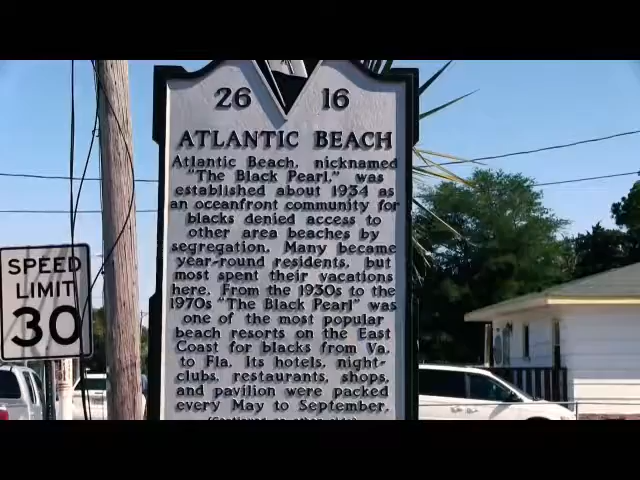 26 16
ATLANTIC BEACH
Atlantic Beach, nicknamed
"The Black Pearl," was
established about 1934 as
an oceanfront community for
blacks denied access to
other area beaches by
segregation. Many became
year-round residents, but
most spent their vacations
here. From the 1930s to the
1970s "The Black Pearl" was
one of the most popular
beach resorts on the East
Coast for blacks from Va.
to Fla. Its hotels, night-
clubs, restaurants, shops,
and pavilion were packed
every May to September.
(Continued on other side)
SPEED
LIMIT
30